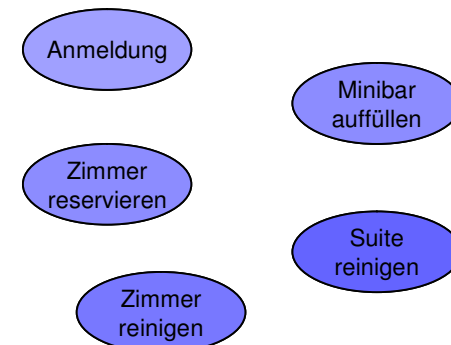 Anmeldung
Minibar
auffüllen
Zimmer
reservieren
Suite
reinigen
Zimmer
reinigen